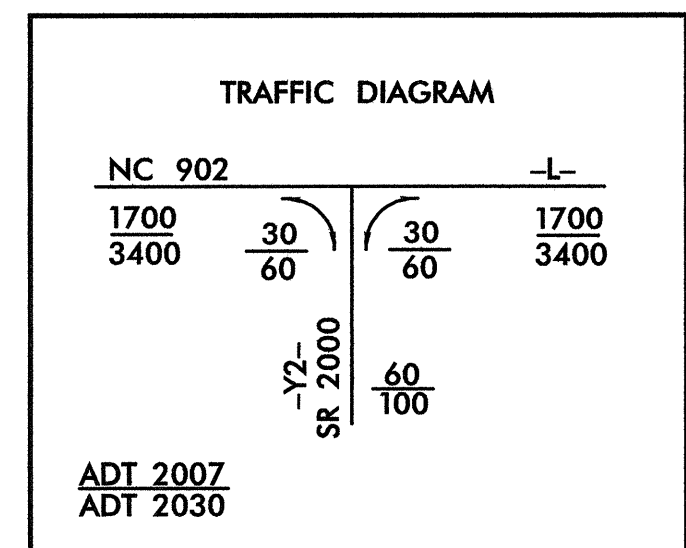 TRAFFIC DIAGRAM
NC 902 -L-
1700 30 30 1700
3400 60 60 3400
-Y2-
SR 2000
60
100
ADT 2007
ADT 2030